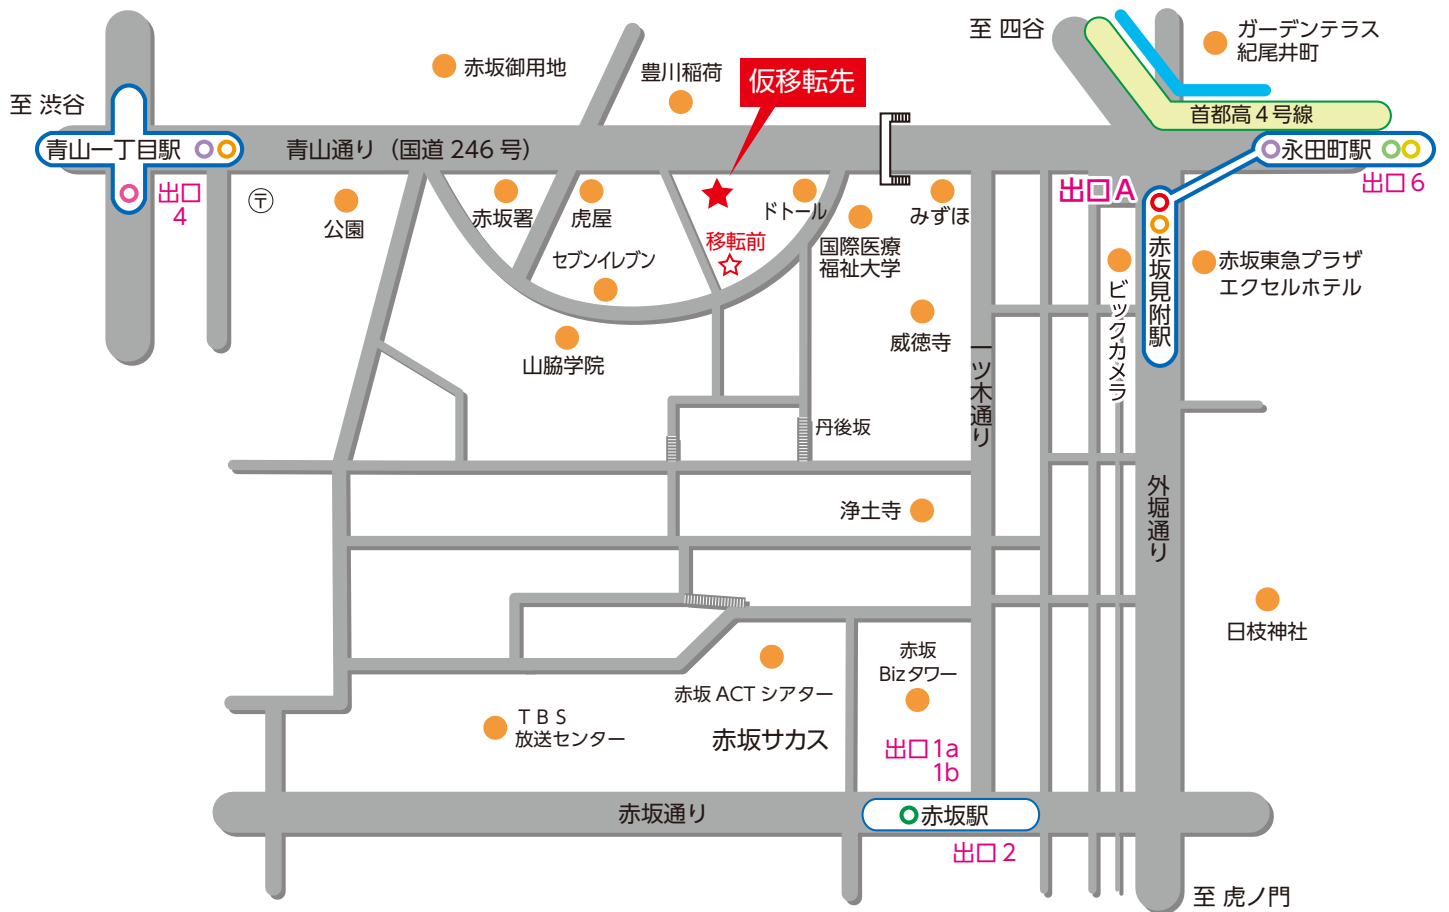 至 四谷
ガーデンテラス
紀尾井町
赤坂御用地
豊川稲荷
仮移転先
至 渋谷
首都高４号線
青山一丁目駅
青山通り（国道 246 号）
永田町駅
出口
4
〒
公園
赤坂署
虎屋
ドトール
みずほ
出口A
出口 6
移転前
セブンイレブン
国際医療
福祉大学
赤坂見附駅
赤坂東急プラザ
エクセルホテル
ビックカメラ
山脇学院
威徳寺
一ツ木通り
丹後坂
浄土寺
外堀通り
日枝神社
赤坂
Bizタワー
赤坂 ACT シアター
ＴＢＳ
放送センター
赤坂サカス
出口 1a
1b
赤坂通り
赤坂駅
出口 2
至 虎ノ門